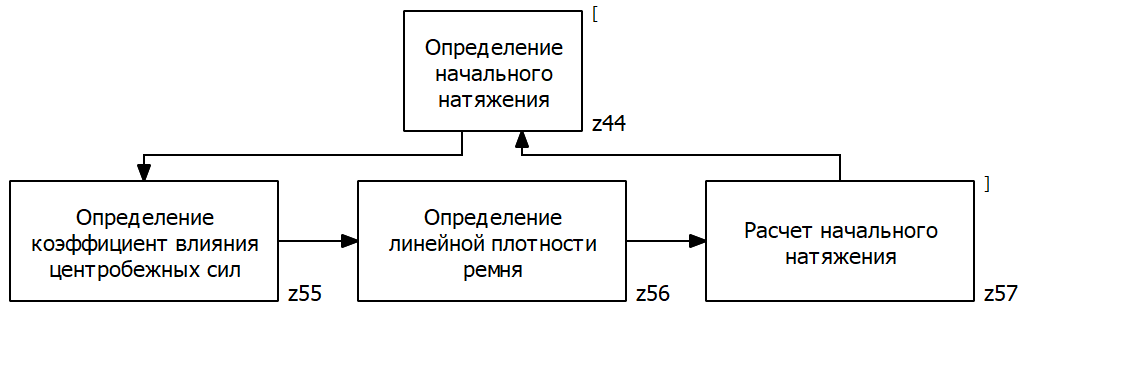 [
Определение
начального
натяжения
z44
Определение
коэффициент влияния
центробежных сил
z55
Определение
линейной плотности
ремня
z56
]
Расчет начального
натяжения
z57